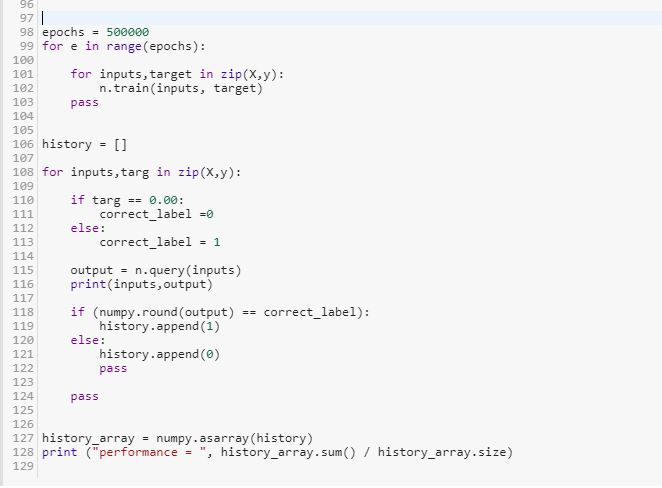 96
97
98 epochs = 500000
99 for e in range(epochs):
100
101     for inputs,target in zip(X,y):
102         n.train(inputs, target)
103     pass
104
105
106 history = []
107
108 for inputs,targ in zip(X,y):
109
110     if targ == 0.00:
111         correct_label =0
112     else:
113         correct_label = 1
114
115     output = n.query(inputs)
116     print(inputs,output)
117
118     if (numpy.round(output) == correct_label):
119         history.append(1)
120     else:
121         history.append(0)
122         pass
123
124     pass
125
126
127 history_array = numpy.asarray(history)
128 print ("performance = ", history_array.sum() / history_array.size)
129